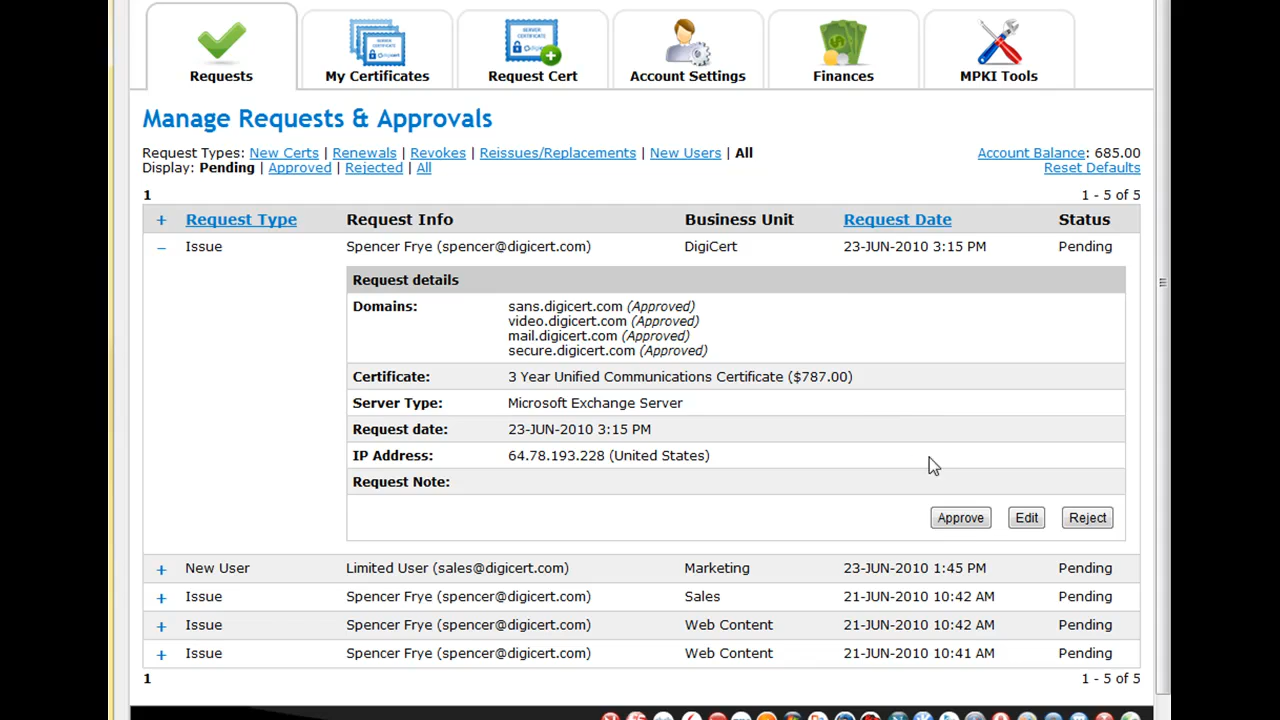 Requests
My Certificates
Request Cert
Account Settings
Finances
MPKI Tools
Manage Requests & Approvals
Request Types: New Certs | Renewals | Revokes | Reissues/Replacements | New Users | All
Account Balance: 685.00
Display: Pending | Approved | Rejected | All
Reset Defaults
1
1 - 5 of 5
+ Request Type Request Info Business Unit Request Date Status
– Issue Spencer Frye (spencer@digicert.com) DigiCert 23-JUN-2010 3:15 PM Pending
Request details
Domains: sans.digicert.com (Approved)
video.digicert.com (Approved)
mail.digicert.com (Approved)
secure.digicert.com (Approved)
Certificate: 3 Year Unified Communications Certificate ($787.00)
Server Type: Microsoft Exchange Server
Request date: 23-JUN-2010 3:15 PM
IP Address: 64.78.193.228 (United States)
Request Note:
Approve Edit Reject
+ New User Limited User (sales@digicert.com) Marketing 23-JUN-2010 1:45 PM Pending
+ Issue Spencer Frye (spencer@digicert.com) Sales 21-JUN-2010 10:42 AM Pending
+ Issue Spencer Frye (spencer@digicert.com) Web Content 21-JUN-2010 10:42 AM Pending
+ Issue Spencer Frye (spencer@digicert.com) Web Content 21-JUN-2010 10:41 AM Pending
1
1 - 5 of 5